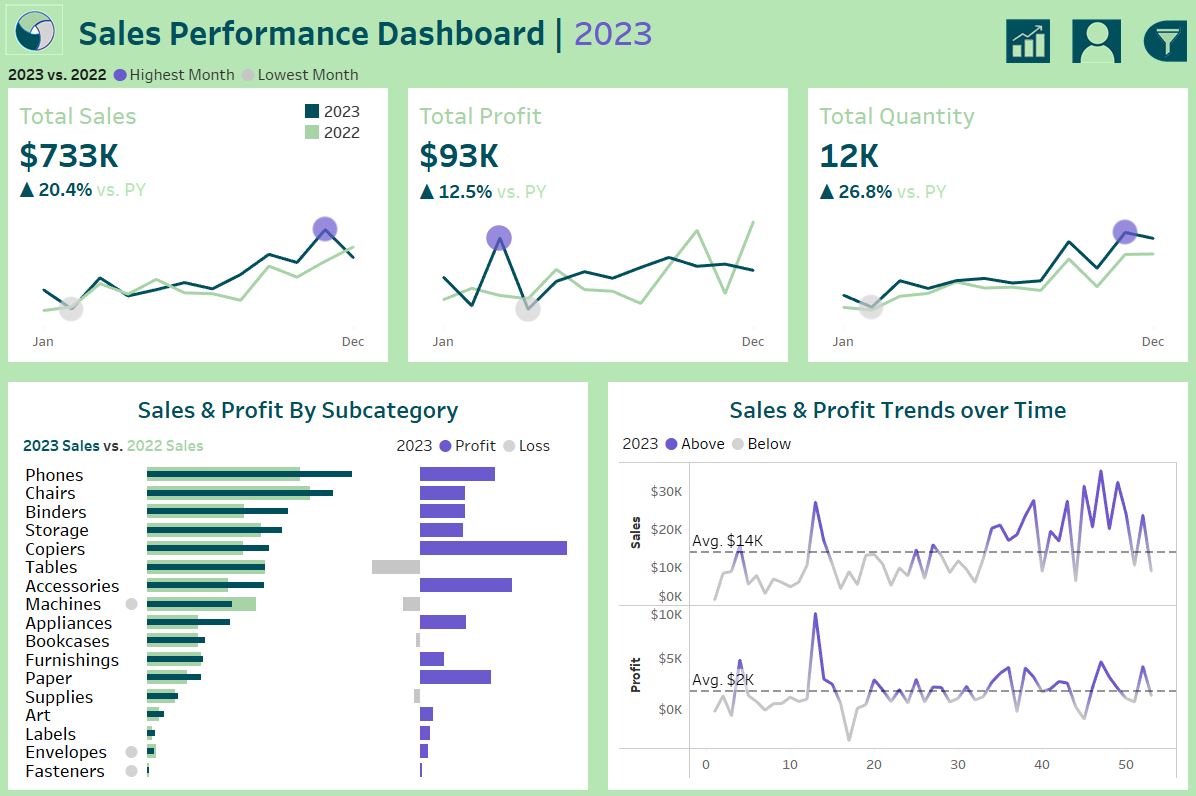 Sales Performance Dashboard | 2023
2023 vs. 2022 Highest Month Lowest Month
Total Sales
2023
2022
$733K
▲ 20.4% vs. PY
Jan Dec
Total Profit
$93K
▲ 12.5% vs. PY
Jan Dec
Total Quantity
12K
▲ 26.8% vs. PY
Jan Dec
Sales & Profit By Subcategory
2023 Sales vs. 2022 Sales
2023 Profit Loss
Phones
Chairs
Binders
Storage
Copiers
Tables
Accessories
Machines
Appliances
Bookcases
Furnishings
Paper
Supplies
Art
Labels
Envelopes
Fasteners
Sales & Profit Trends over Time
2023 Above Below
Sales
$30K
$20K
$10K
$0K
Avg. $14K
Profit
$10K
$5K
$0K
Avg. $2K
0 10 20 30 40 50